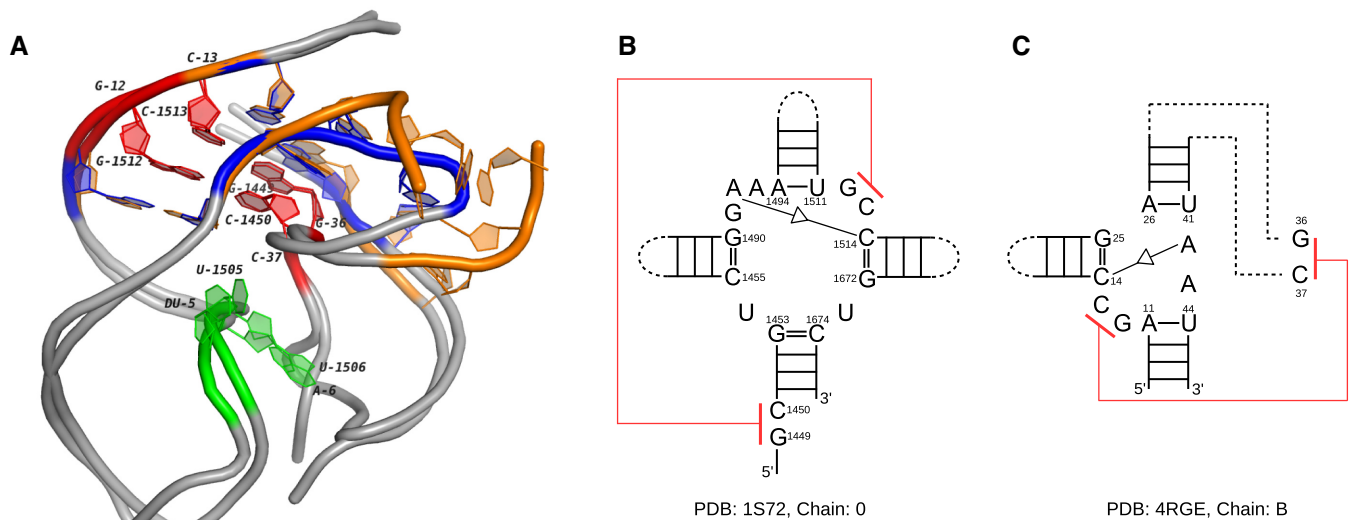 A
C-13
G-12
C-1513
G-1512
G-1449
C-1450
G-36
C-37
U-1505
DU-5
U-1506
A-6
B
A A A U G
1494 1511
C
G
G 1490
1514 C
C 1455
1672 G
U
U
1453 1674
G C
3'
C 1450
G 1449
5'
PDB: 1S72, Chain: 0
C
A U
26 41
36
G
G 25
A
C
37
C 14
A
C
11 44
G A U
5' 3'
PDB: 4RGE, Chain: B